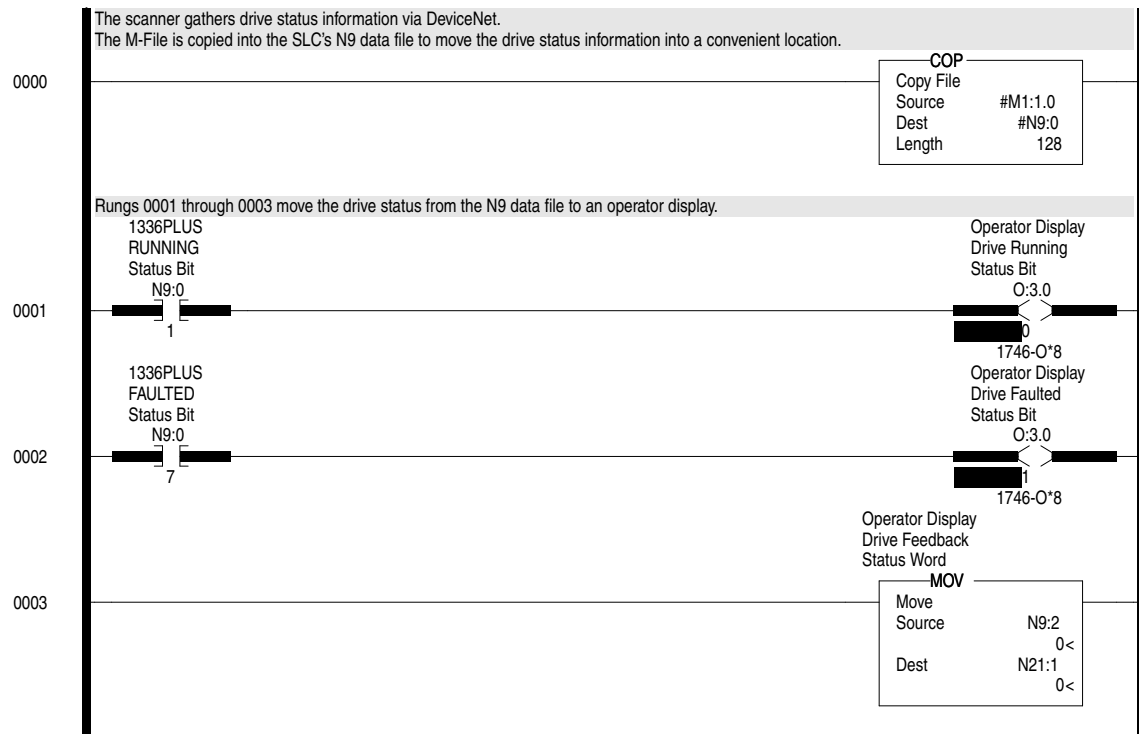 The scanner gathers drive status information via DeviceNet.
The M-File is copied into the SLC's N9 data file to move the drive status information into a convenient location.
0000
COP
Copy File
Source #M1:1.0
Dest #N9:0
Length 128
Rungs 0001 through 0003 move the drive status from the N9 data file to an operator display.
1336PLUS
RUNNING
Status Bit
N9:0
1
Operator Display
Drive Running
Status Bit
O:3.0
0
1746-O*8
0001
1336PLUS
FAULTED
Status Bit
N9:0
7
Operator Display
Drive Faulted
Status Bit
O:3.0
1
1746-O*8
0002
Operator Display
Drive Feedback
Status Word
0003
MOV
Move
Source N9:2
0<
Dest N21:1
0<